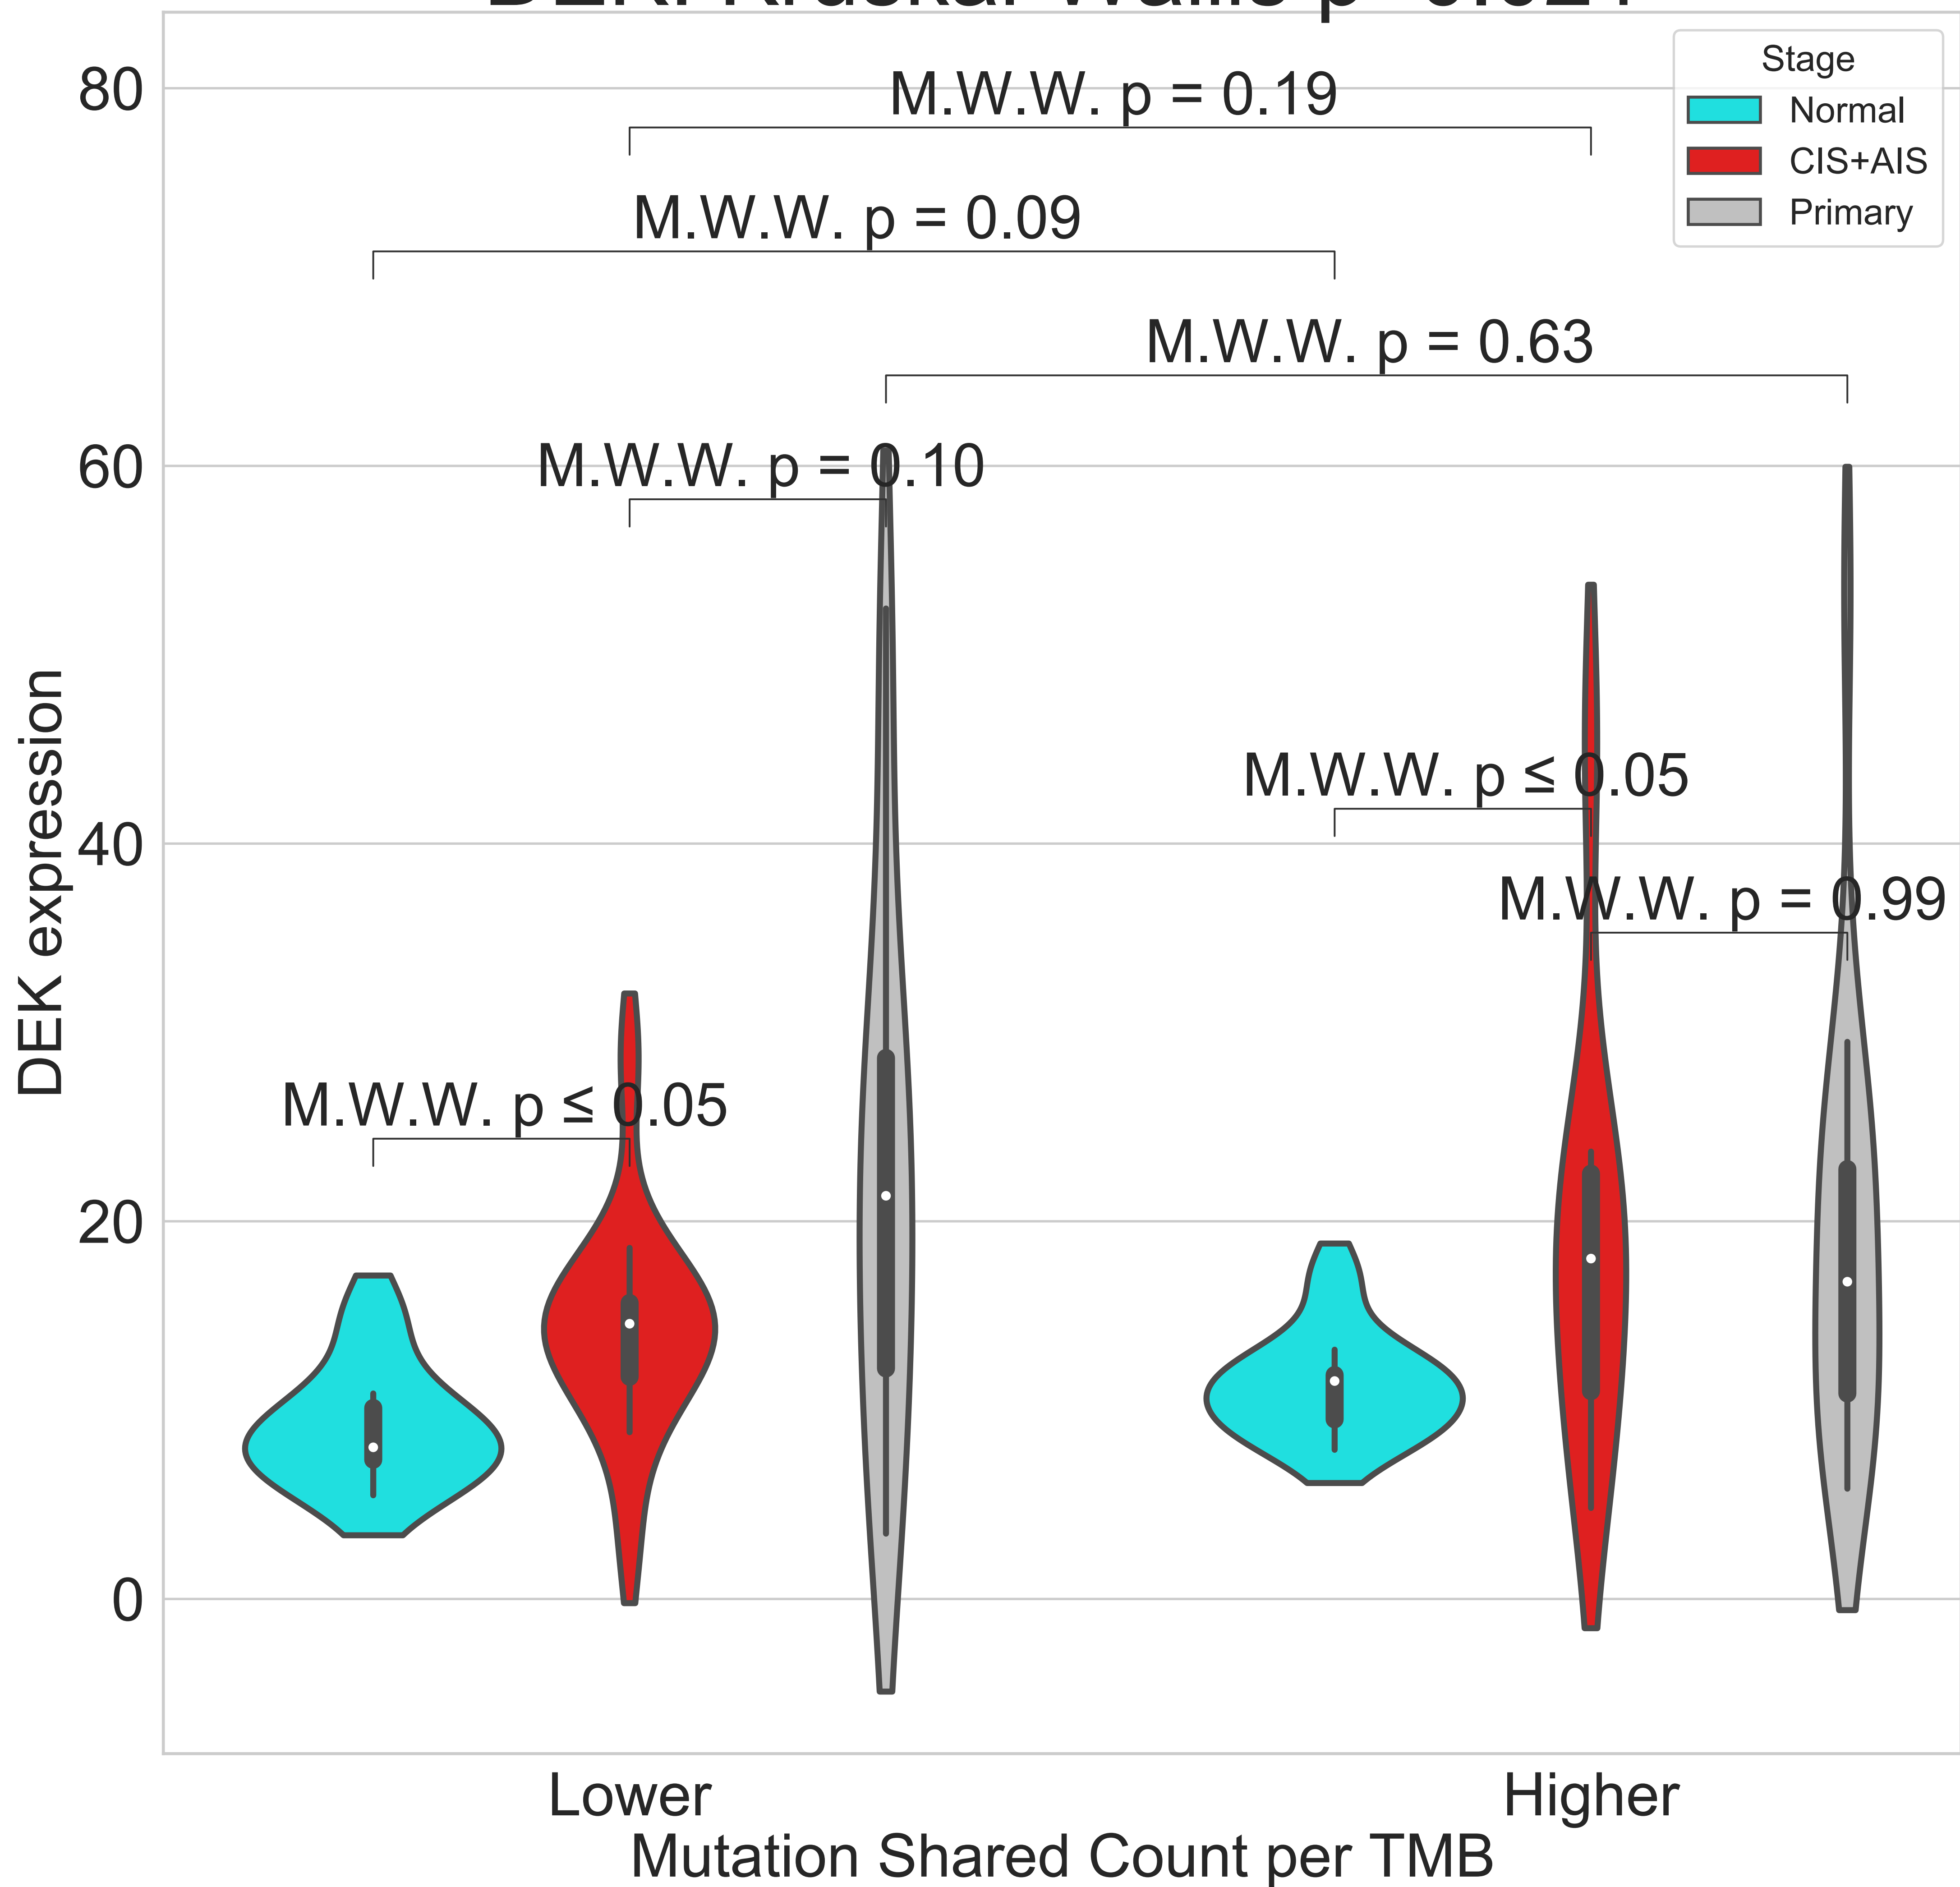 80
60
40
20
0
DEK expression
M.W.W. p = 0.19
M.W.W. p = 0.09
M.W.W. p = 0.63
M.W.W. p = 0.10
M.W.W. p ≤ 0.05
M.W.W. p = 0.99
M.W.W. p ≤ 0.05
Stage
Normal
CIS+AIS
Primary
Lower
Higher
Mutation Shared Count per TMB